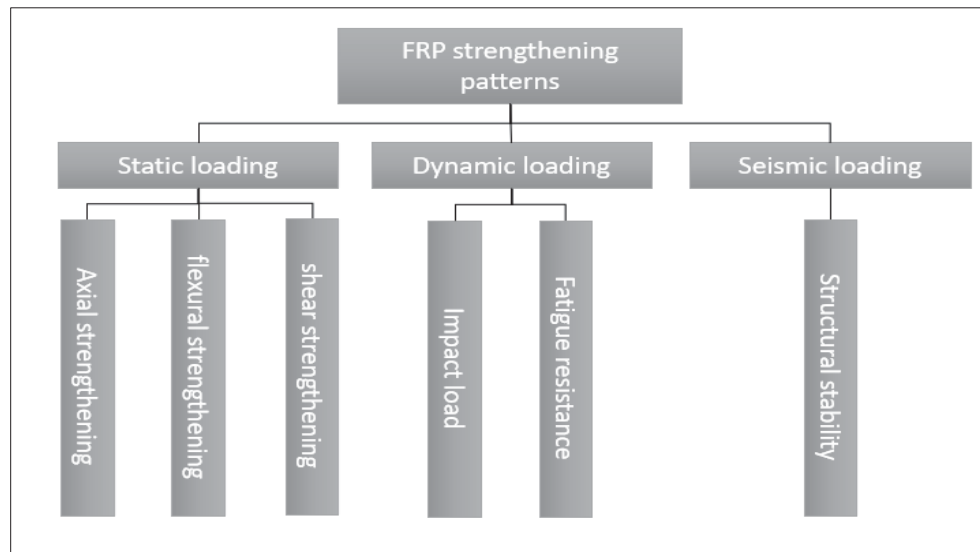 FRP strengthening
patterns
Static loading
Dynamic loading
Seismic loading
Axial strengthening
flexural strengthening
shear strengthening
Impact load
Fatigue resistance
Structural stability